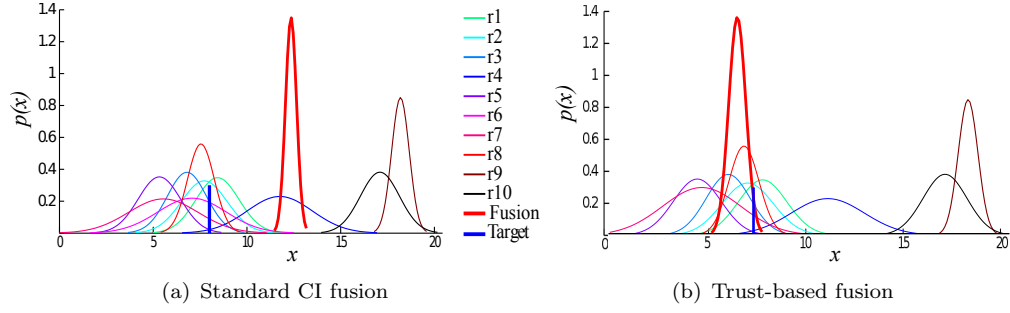 1.4
1.2
1
0.8
0.6
0.4
0.2
p(x)
0 5 10 15 20
x
(a) Standard CI fusion
r1
r2
r3
r4
r5
r6
r7
r8
r9
r10
Fusion
Target
1.4
1.2
1
0.8
0.6
0.4
0.2
p(x)
0 5 10 15 20
x
(b) Trust-based fusion